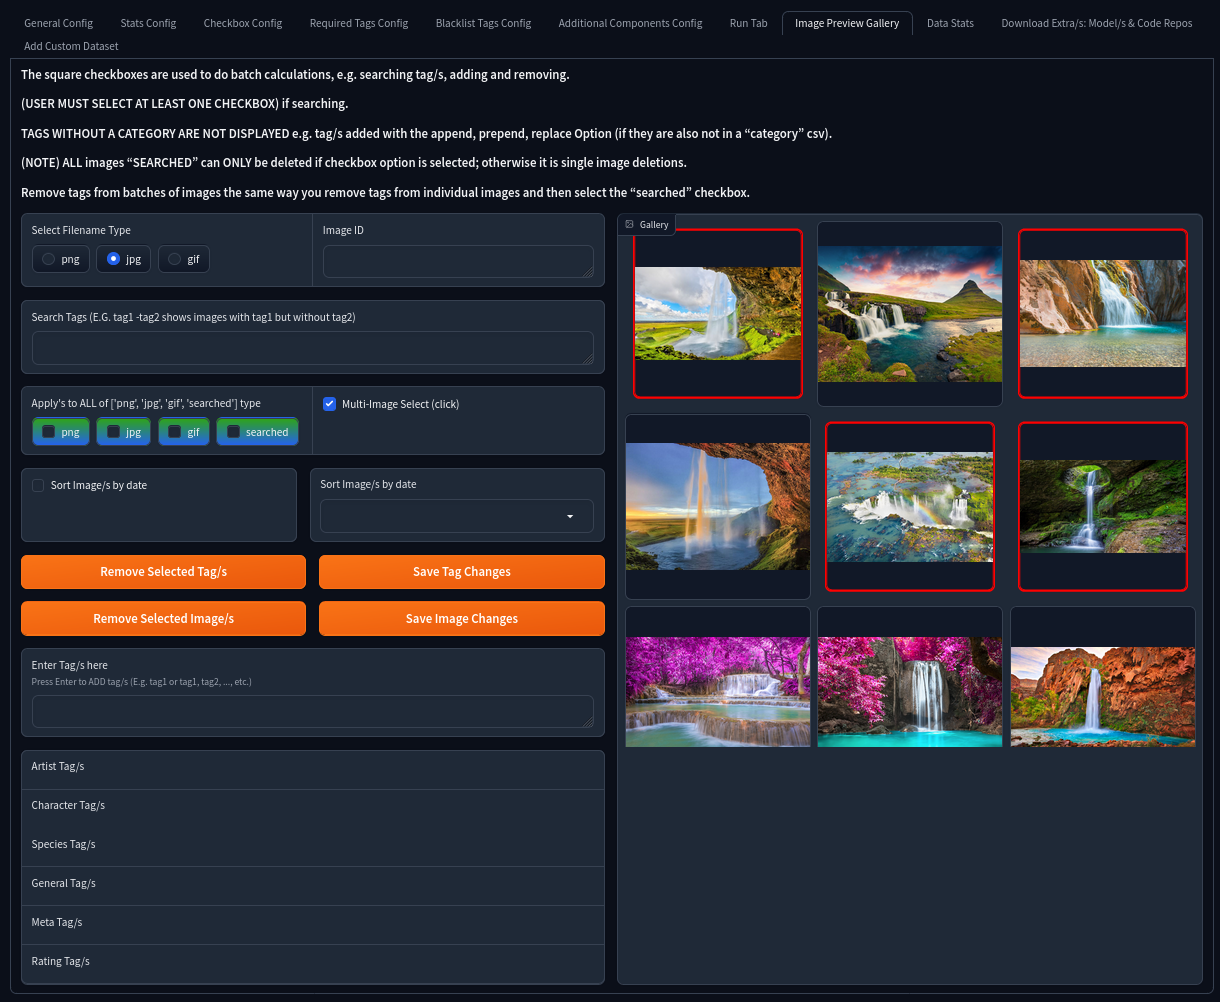 General Config
Stats Config
Checkbox Config
Required Tags Config
Blacklist Tags Config
Additional Components Config
Run Tab
Image Preview Gallery
Data Stats
Download Extra/s: Model/s & Code Repos
Add Custom Dataset
The square checkboxes are used to do batch calculations, e.g. searching tag/s, adding and removing.
(USER MUST SELECT AT LEAST ONE CHECKBOX) if searching.
TAGS WITHOUT A CATEGORY ARE NOT DISPLAYED e.g. tag/s added with the append, prepend, replace Option (if they are also not in a “category” csv).
(NOTE) ALL images “SEARCHED” can ONLY be deleted if checkbox option is selected; otherwise it is single image deletions.
Remove tags from batches of images the same way you remove tags from individual images and then select the “searched” checkbox.
Select Filename Type
png
jpg
gif
Image ID
Search Tags (E.G. tag1 -tag2 shows images with tag1 but without tag2)
Apply's to ALL of ['png', 'jpg', 'gif', 'searched'] type
png
jpg
gif
searched
Multi-Image Select (click)
Sort Image/s by date
Sort Image/s by date
Remove Selected Tag/s
Save Tag Changes
Remove Selected Image/s
Save Image Changes
Enter Tag/s here
Press Enter to ADD tag/s (E.g. tag1 or tag1, tag2, ..., etc.)
Artist Tag/s
Character Tag/s
Species Tag/s
General Tag/s
Meta Tag/s
Rating Tag/s
Gallery